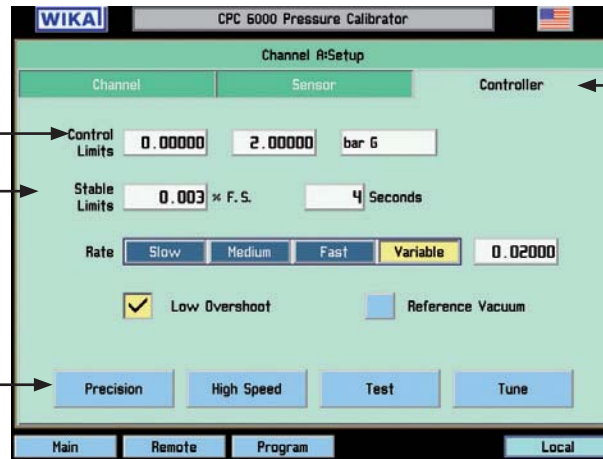 WIKAI CPC 6000 Pressure Calibrator
Channel A:Setup
Channel Sensor Controller
Control Limits 0.00000 2.00000 bar G
Stable Limits 0.003 % F.S. 4 Seconds
Rate Slow Medium Fast Variable 0.02000
Low Overshoot Reference Vacuum
Precision High Speed Test Tune
Main Remote Program Local